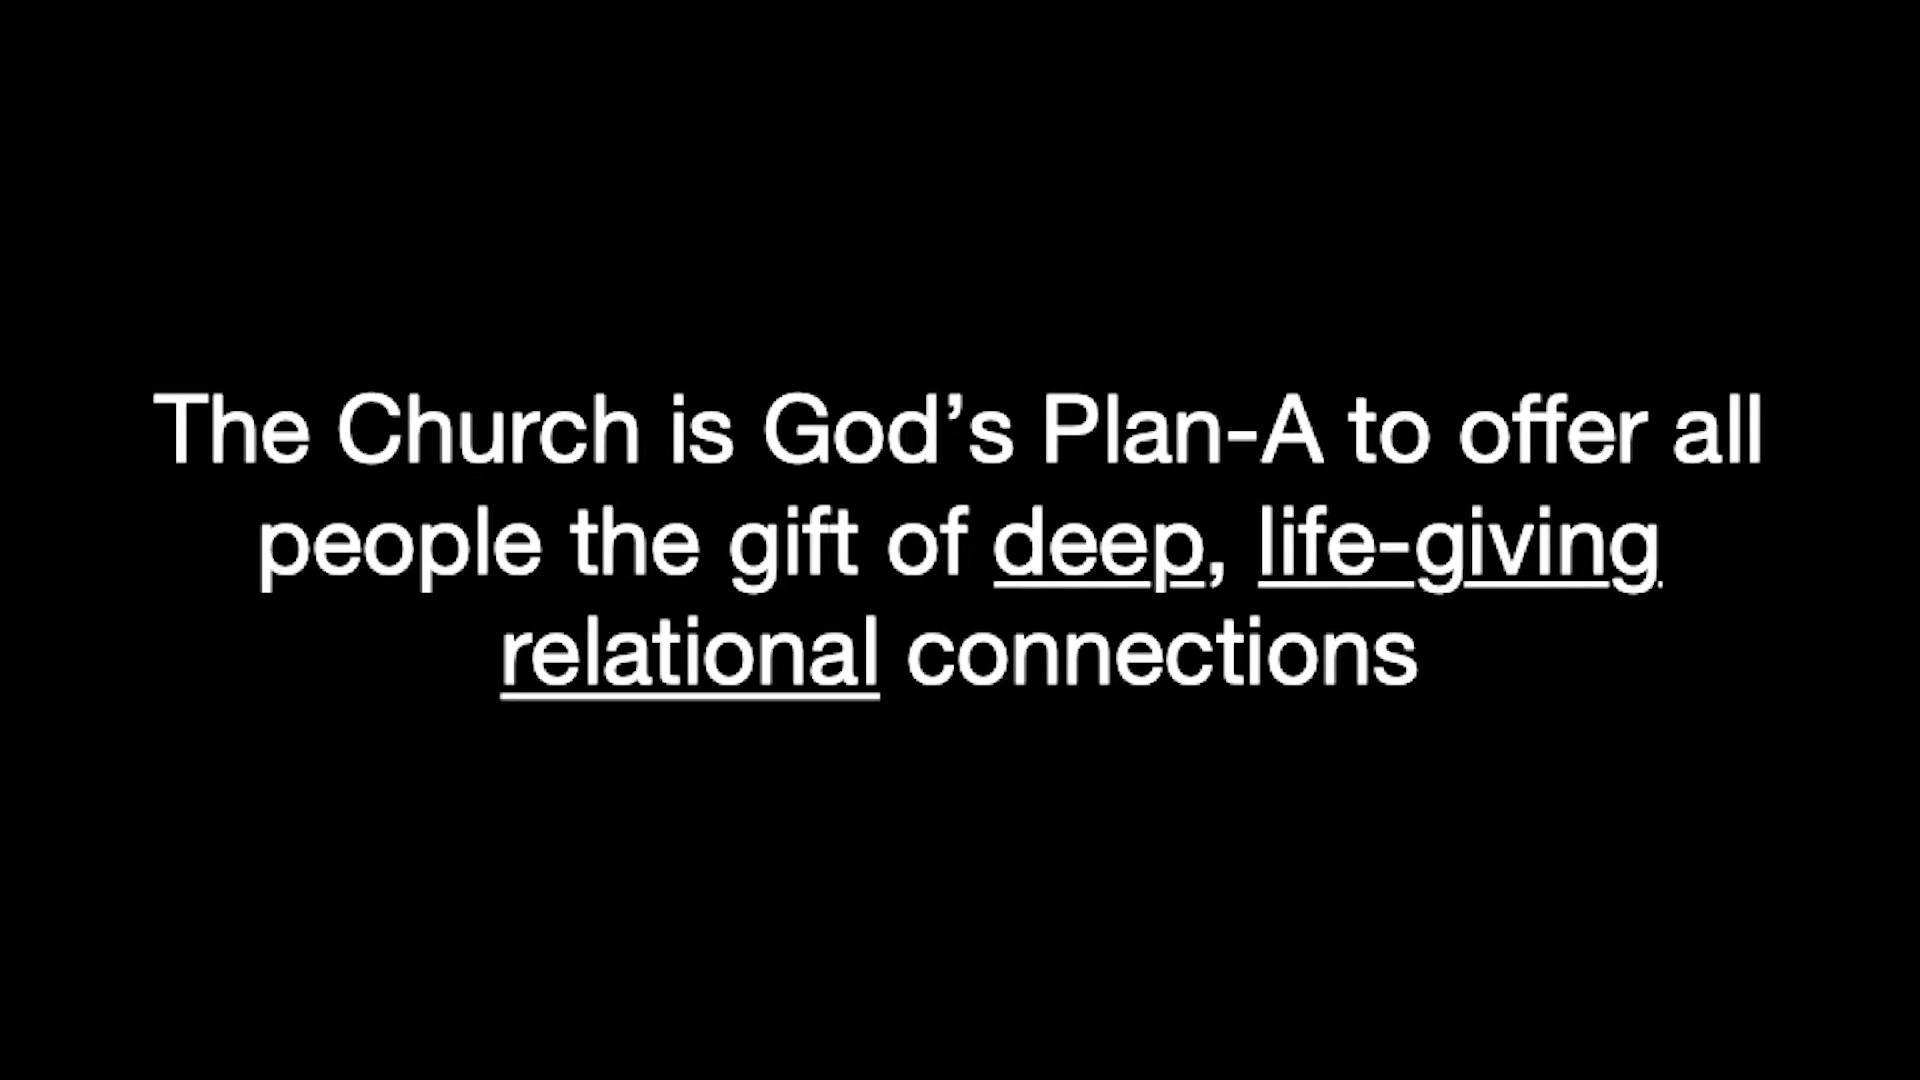 The Church is God’s Plan-A to offer all
people the gift of deep, life-giving
relational connections